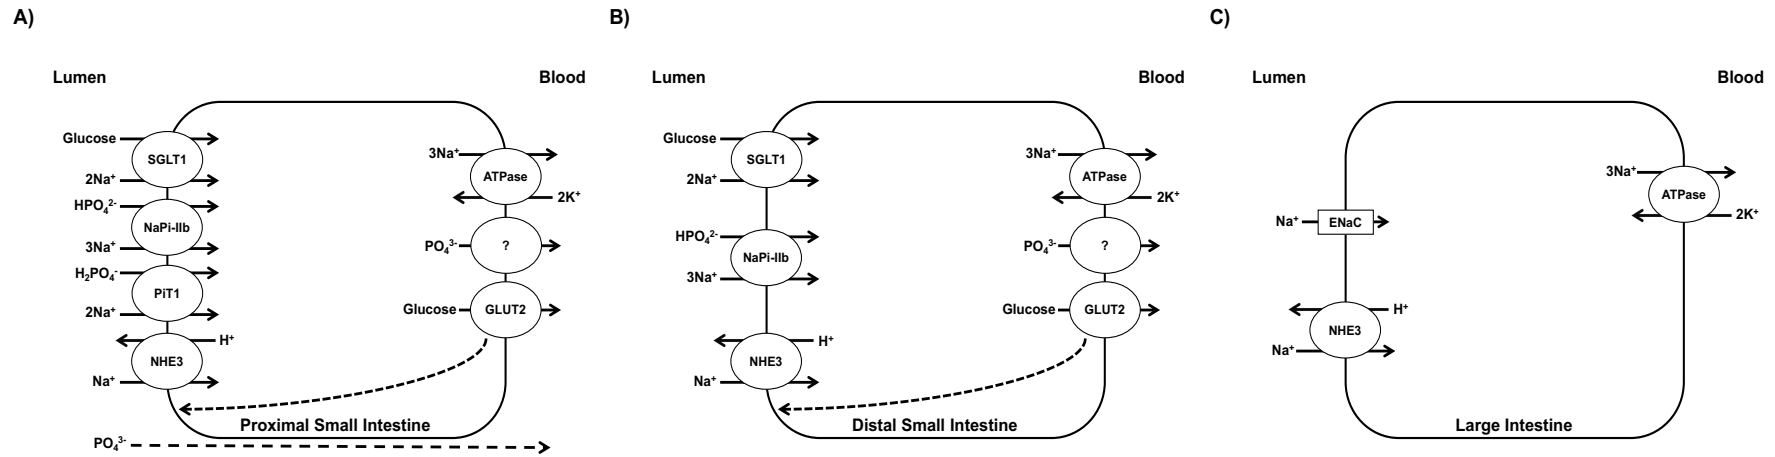 A)
Lumen
Blood
Glucose
SGLT1
2Na⁺
HPO₄²⁻
NaPi-IIb
3Na⁺
H₂PO₄⁻
PiT1
2Na⁺
H⁺
NHE3
Na⁺
3Na⁺
ATPase
2K⁺
PO₄³⁻
?
Glucose
GLUT2
Proximal Small Intestine
PO₄³⁻
B)
Lumen
Blood
Glucose
SGLT1
2Na⁺
HPO₄²⁻
NaPi-IIb
3Na⁺
H⁺
NHE3
Na⁺
3Na⁺
ATPase
2K⁺
PO₄³⁻
?
Glucose
GLUT2
Distal Small Intestine
C)
Lumen
Blood
Na⁺
ENaC
H⁺
NHE3
Na⁺
3Na⁺
ATPase
2K⁺
Large Intestine